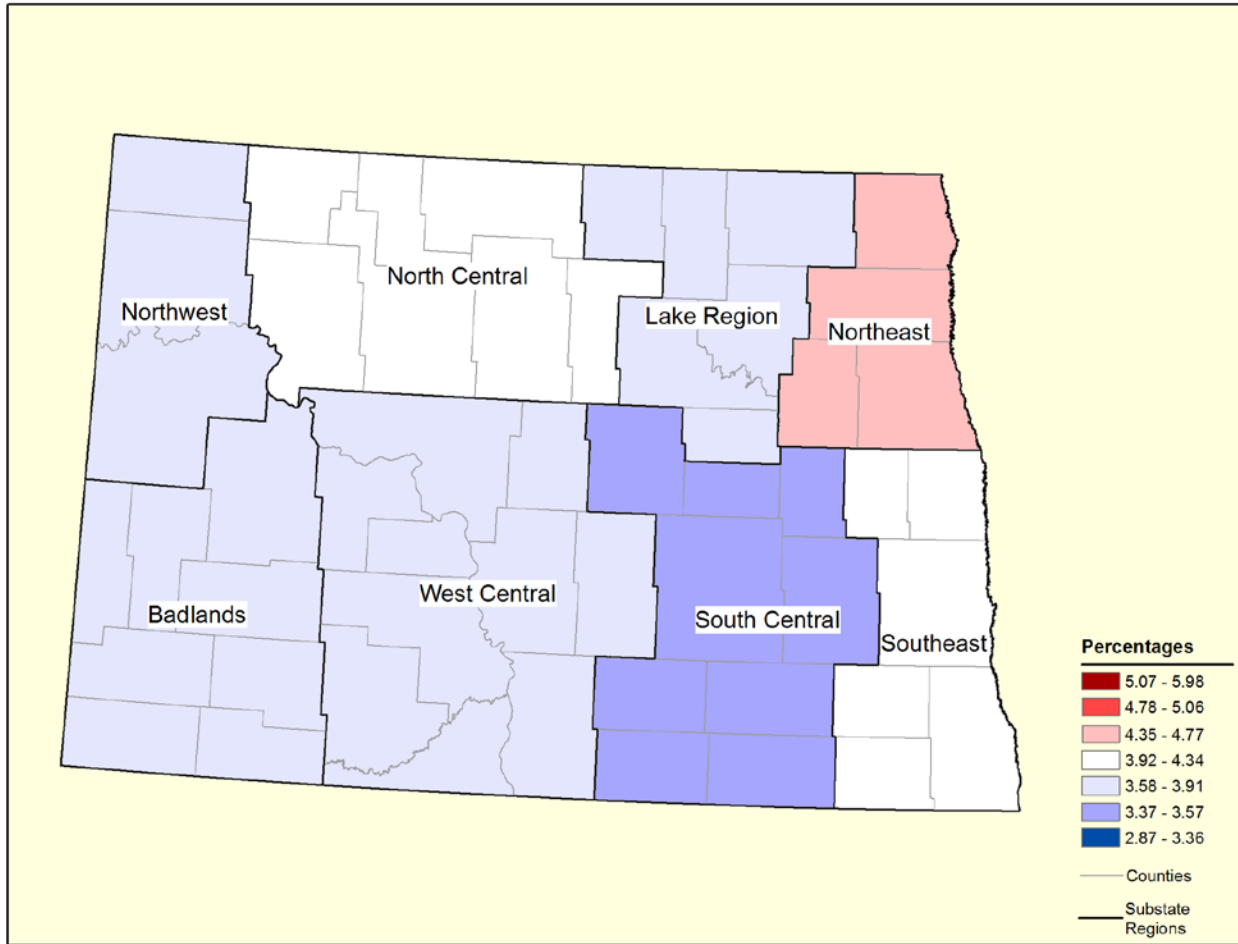 North Central
Northwest
Lake Region
Northeast
West Central
Badlands
South Central
Southeast
Percentages
5.07 - 5.98
4.78 - 5.06
4.35 - 4.77
3.92 - 4.34
3.58 - 3.91
3.37 - 3.57
2.87 - 3.36
Counties
Substate
Regions